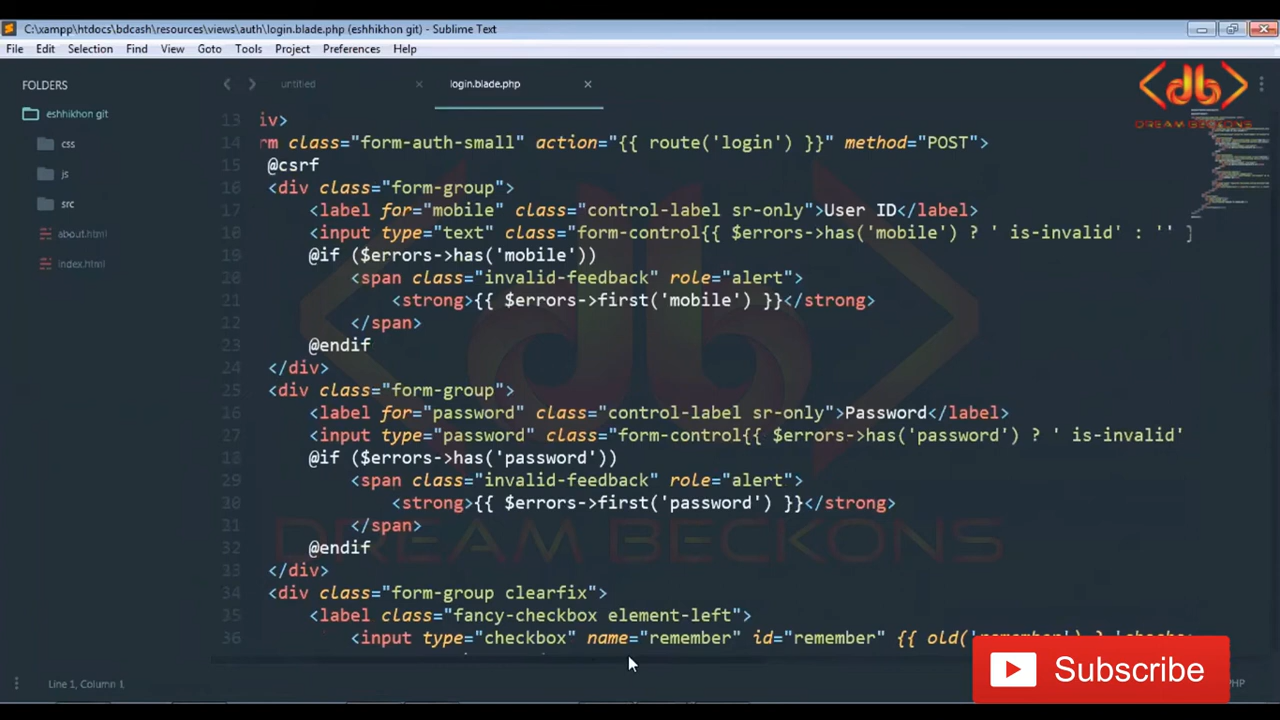 C:\xampp\htdocs\bdcash\resources\views\auth\login.blade.php (eshhikhon git) - Sublime Text
File Edit Selection Find View Goto Tools Project Preferences Help
FOLDERS
eshhikhon git
css
js
src
about.html
index.html
untitled
login.blade.php
DREAM BECKONS
13 iv>
14 rm class="form-auth-small" action="{{ route('login') }}" method="POST">
15 @csrf
16 <div class="form-group">
17 <label for="mobile" class="control-label sr-only">User ID</label>
18 <input type="text" class="form-control{{ $errors->has('mobile') ? ' is-invalid' : '' }
19 @if ($errors->has('mobile'))
20 <span class="invalid-feedback" role="alert">
21 <strong>{{ $errors->first('mobile') }}</strong>
22 </span>
23 @endif
24 </div>
25 <div class="form-group">
26 <label for="password" class="control-label sr-only">Password</label>
27 <input type="password" class="form-control{{ $errors->has('password') ? ' is-invalid'
28 @if ($errors->has('password'))
29 <span class="invalid-feedback" role="alert">
30 <strong>{{ $errors->first('password') }}</strong>
31 </span>
32 @endif
33 </div>
34 <div class="form-group clearfix">
35 <label class="fancy-checkbox element-left">
36 <input type="checkbox" name="remember" id="remember" {{ old('remember') ?
DREAM BECKONS
Subscribe
Line 1, Column 1